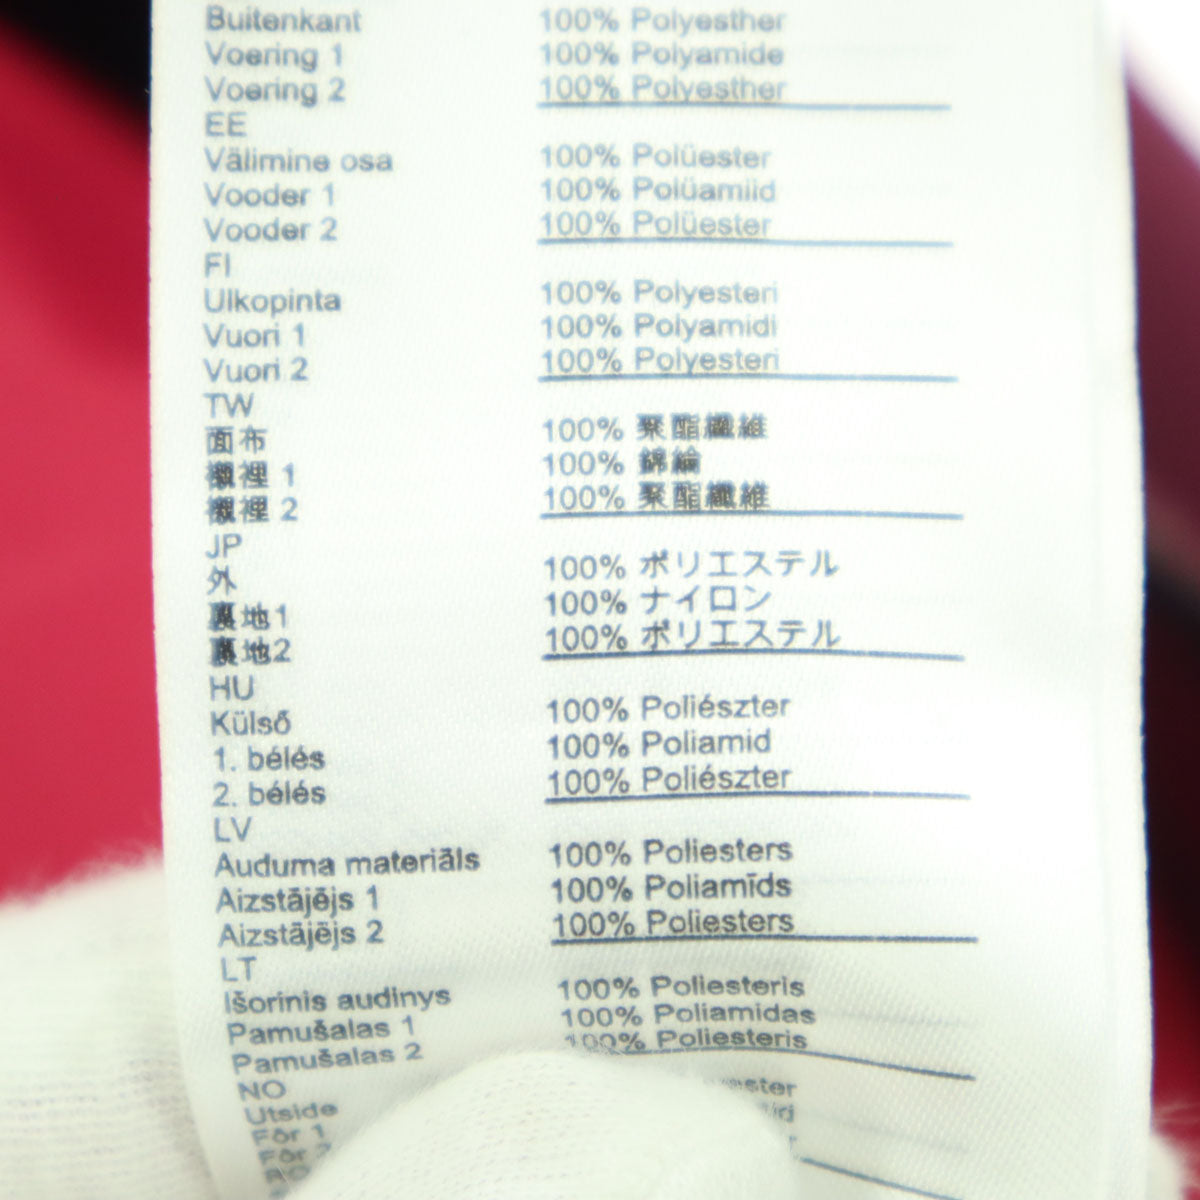 Buitenkant 100% Polyesther
Voering 1 100% Polyamide
Voering 2 100% Polyesther
EE
Välimine osa 100% Polüester
Vooder 1 100% Polüamiid
Vooder 2 100% Polüester
FI
Ulkopinta 100% Polyesteri
Vuori 1 100% Polyamidi
Vuori 2 100% Polyesteri
TW
面布 100% 聚酯纖維
襯裡 1 100% 錦綸
襯裡 2 100% 聚酯纖維
JP
外 100% ポリエステル
裏地1 100% ナイロン
裏地2 100% ポリエステル
HU
Külső 100% Poliészter
1. bélés 100% Poliamid
2. bélés 100% Poliészter
LV
Auduma materiāls 100% Poliesters
Aizstājējs 1 100% Poliamīds
Aizstājējs 2 100% Poliesters
LT
Išorinis audinys 100% Poliesteris
Pamušalas 1 100% Poliamidas
Pamušalas 2 100% Poliesteris
NO
Utside
Fôr 1
Fôr 2